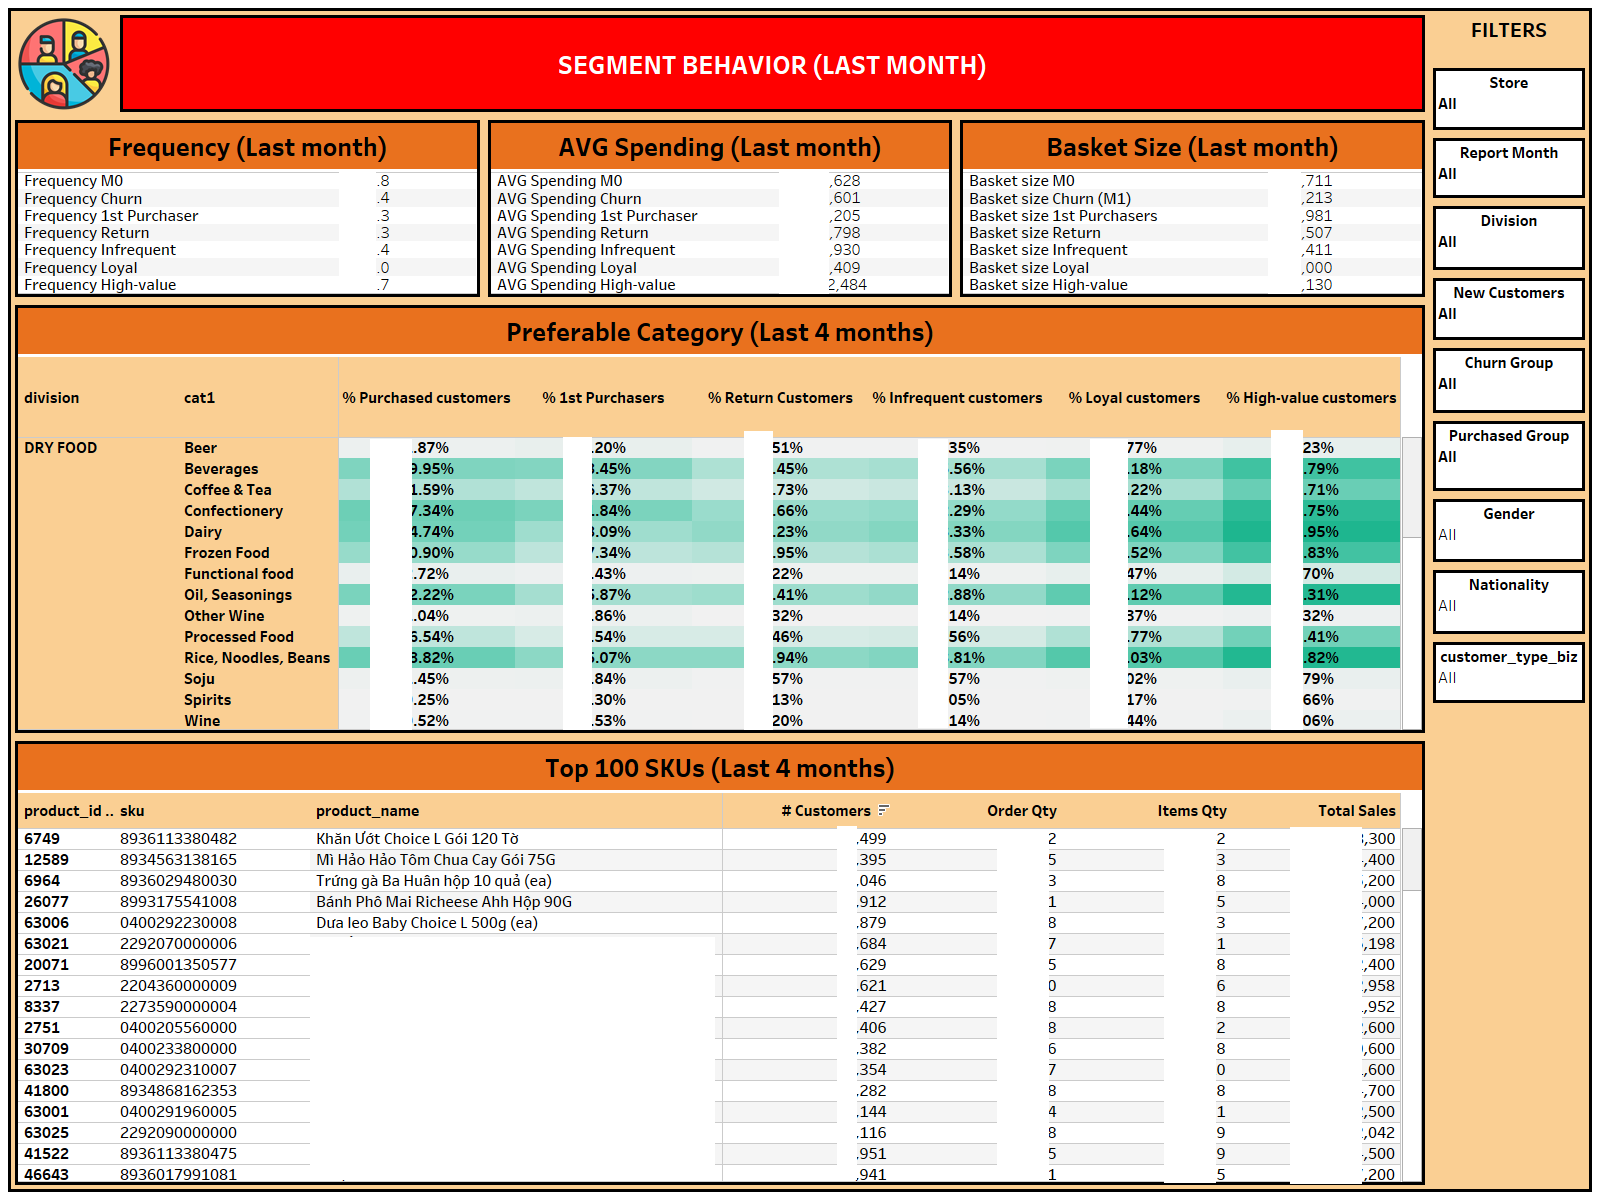 SEGMENT BEHAVIOR (LAST MONTH)
FILTERS
Store
All
Report Month
All
Division
All
New Customers
All
Churn Group
All
Purchased Group
All
Gender
All
Nationality
All
customer_type_biz
All
Frequency (Last month)
Frequency M0 .8
Frequency Churn .4
Frequency 1st Purchaser .3
Frequency Return .3
Frequency Infrequent .4
Frequency Loyal .0
Frequency High-value .7
AVG Spending (Last month)
AVG Spending M0 ,628
AVG Spending Churn ,601
AVG Spending 1st Purchaser ,205
AVG Spending Return ,798
AVG Spending Infrequent ,930
AVG Spending Loyal ,409
AVG Spending High-value 2,484
Basket Size (Last month)
Basket size M0 ,711
Basket size Churn (M1) ,213
Basket size 1st Purchasers ,981
Basket size Return ,507
Basket size Infrequent ,411
Basket size Loyal ,000
Basket size High-value ,130
Preferable Category (Last 4 months)
division cat1 % Purchased customers % 1st Purchasers % Return Customers % Infrequent customers % Loyal customers % High-value customers
DRY FOOD Beer .87% .20% 51% 35% 77% 23%
Beverages 9.95% 3.45% .45% .56% .18% .79%
Coffee & Tea 1.59% 6.37% .73% .13% .22% .71%
Confectionery 7.34% 1.84% .66% .29% .44% .75%
Dairy 4.74% 3.09% .23% .33% .64% .95%
Frozen Food 0.90% 7.34% .95% .58% .52% .83%
Functional food .72% .43% 22% 14% 47% 70%
Oil, Seasonings 2.22% 5.87% .41% .88% .12% .31%
Other Wine .04% .86% 32% 14% 37% 32%
Processed Food 6.54% .54% 46% 56% .77% .41%
Rice, Noodles, Beans 8.82% 5.07% .94% .81% .03% .82%
Soju .45% .84% 57% 57% 02% 79%
Spirits .25% .30% 13% 05% 17% 66%
Wine .52% .53% 20% 14% 44% 06%
Top 100 SKUs (Last 4 months)
product_id .. sku product_name # Customers Order Qty Items Qty Total Sales
6749 8936113380482 Khăn Ướt Choice L Gói 120 Tờ ,499 2 2 ,300
12589 8934563138165 Mì Hảo Hảo Tôm Chua Cay Gói 75G ,395 5 3 ,400
6964 8936029480030 Trứng gà Ba Huân hộp 10 quả (ea) ,046 3 8 ,200
26077 8993175541008 Bánh Phô Mai Richeese Ahh Hộp 90G ,912 1 5 ,000
63006 0400292230008 Dưa leo Baby Choice L 500g (ea) ,879 8 3 ,200
63021 2292070000006 ,684 7 1 ,198
20071 8996001350577 ,629 5 8 ,400
2713 2204360000009 ,621 0 6 ,958
8337 2273590000004 ,427 8 8 ,952
2751 0400205560000 ,406 8 2 ,600
30709 0400233800000 ,382 6 8 ,600
63023 0400292310007 ,354 7 0 ,600
41800 8934868162353 ,282 8 8 ,700
63001 0400291960005 ,144 4 1 ,500
63025 2292090000000 ,116 8 9 ,042
41522 8936113380475 ,951 5 9 ,500
46643 8936017991081 ,941 1 5 ,200